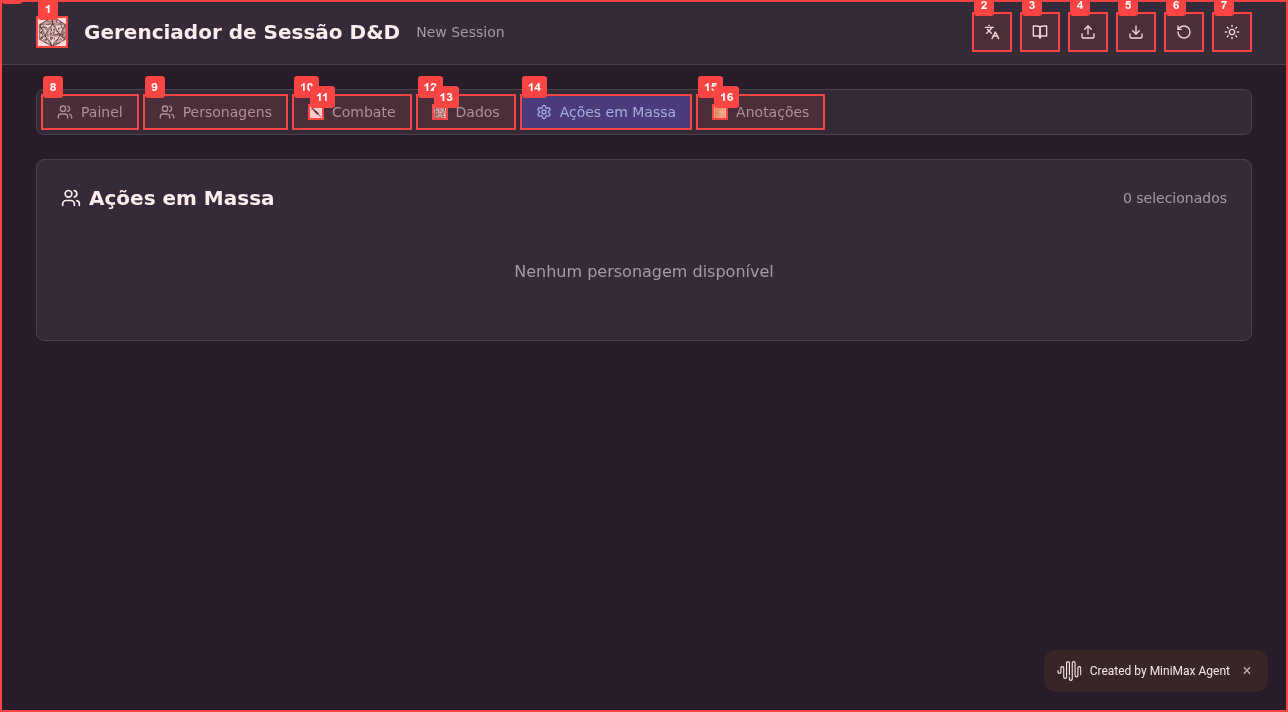 1
2
3
4
5
6
7
Gerenciador de Sessão D&D
New Session
8
9
10
11
12
13
14
15
16
Painel
Personagens
Combate
Dados
Ações em Massa
Anotações
Ações em Massa
0 selecionados
Nenhum personagem disponível
Created by MiniMax Agent ×